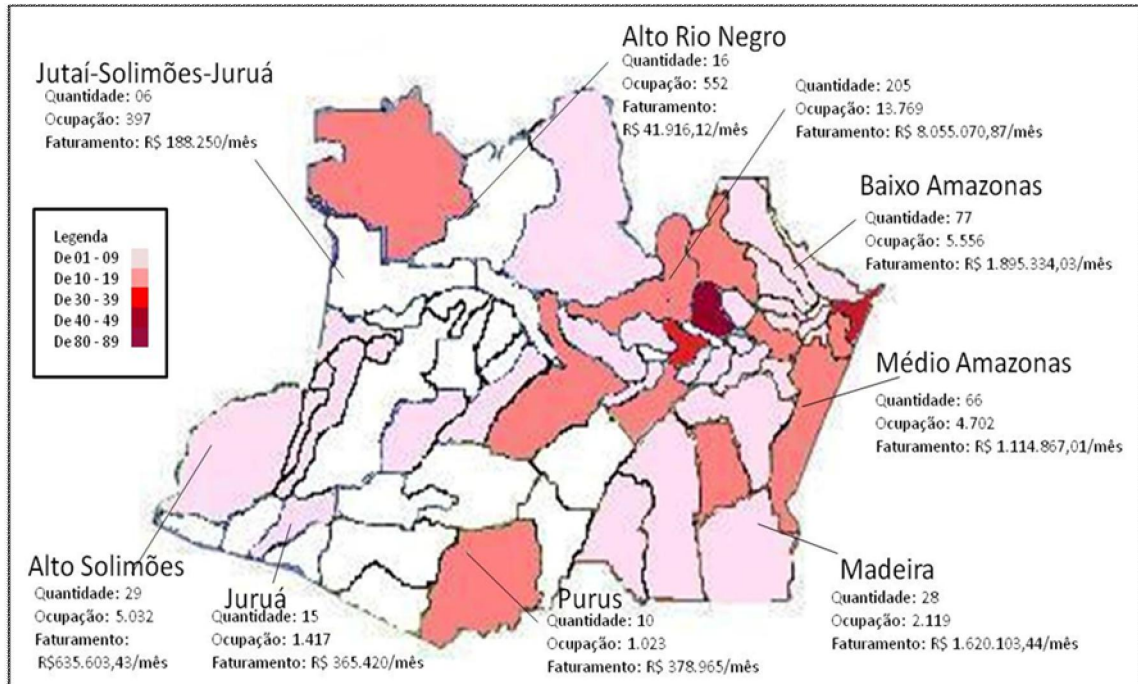 Jutaí-Solimões-Juruá
Quantidade: 06
Ocupação: 397
Faturamento: R$ 188.250/mês
Alto Rio Negro
Quantidade: 16
Ocupação: 552
Faturamento:
R$ 41.916,12/mês
Quantidade: 205
Ocupação: 13.769
Faturamento: R$ 8.055.070,87/mês
Baixo Amazonas
Quantidade: 77
Ocupação: 5.556
Faturamento: R$ 1.895.334,03/mês
Legenda
De 01 - 09
De 10 - 19
De 30 - 39
De 40 - 49
De 80 - 89
Médio Amazonas
Quantidade: 66
Ocupação: 4.702
Faturamento: R$ 1.114.867,01/mês
Alto Solimões
Quantidade: 29
Ocupação: 5.032
Faturamento:
R$635.603,43/mês
Juruá
Quantidade: 15
Ocupação: 1.417
Faturamento: R$ 365.420/mês
Purus
Quantidade: 10
Ocupação: 1.023
Faturamento: R$ 378.965/mês
Madeira
Quantidade: 28
Ocupação: 2.119
Faturamento: R$ 1.620.103,44/mês